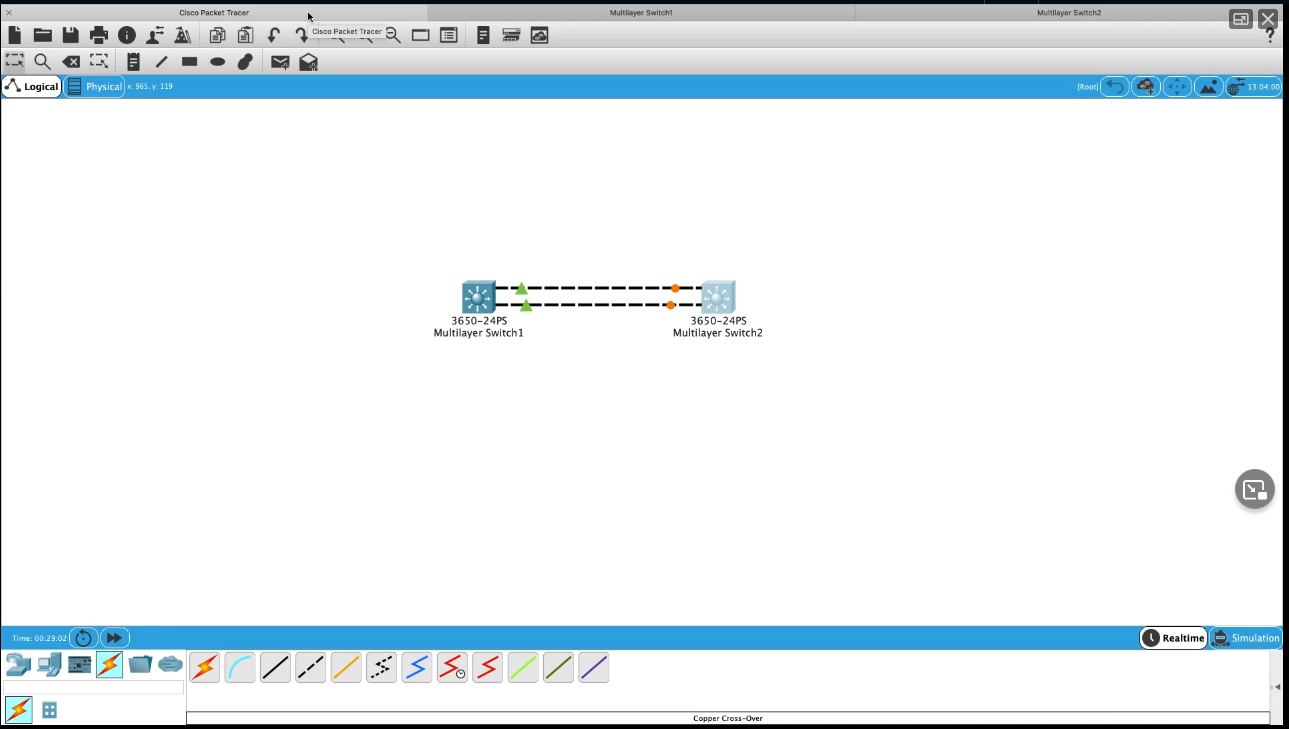 Cisco Packet Tracer
Multilayer Switch1
Multilayer Switch2
Cisco Packet Tracer
?
Logical
Physical
x: 965, y: 119
[Root]
13:04:00
3650-24PS
Multilayer Switch1
3650-24PS
Multilayer Switch2
Time: 00:29:02
Realtime
Simulation
Copper Cross-Over